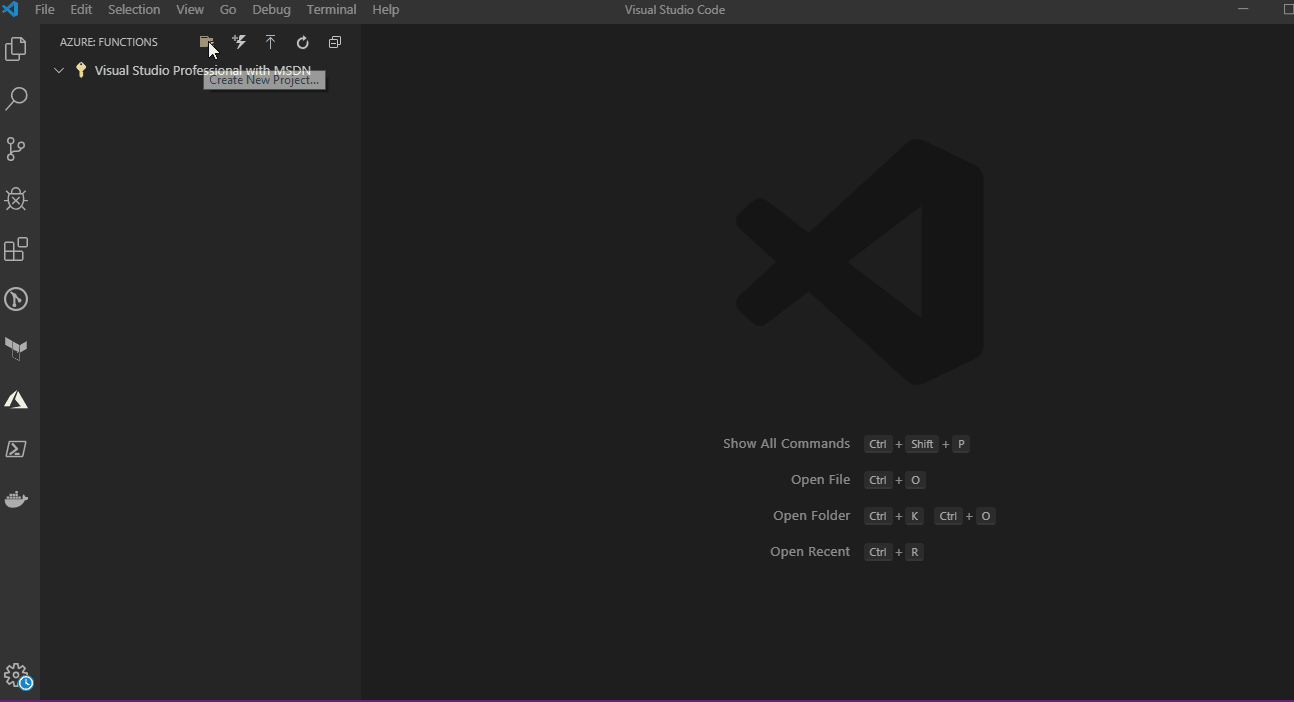 File Edit Selection View Go Debug Terminal Help Visual Studio Code
AZURE: FUNCTIONS
Visual Studio Professional with MSDN
Create New Project...
Show All Commands Ctrl + Shift + P
Open File Ctrl + O
Open Folder Ctrl + K Ctrl + O
Open Recent Ctrl + R